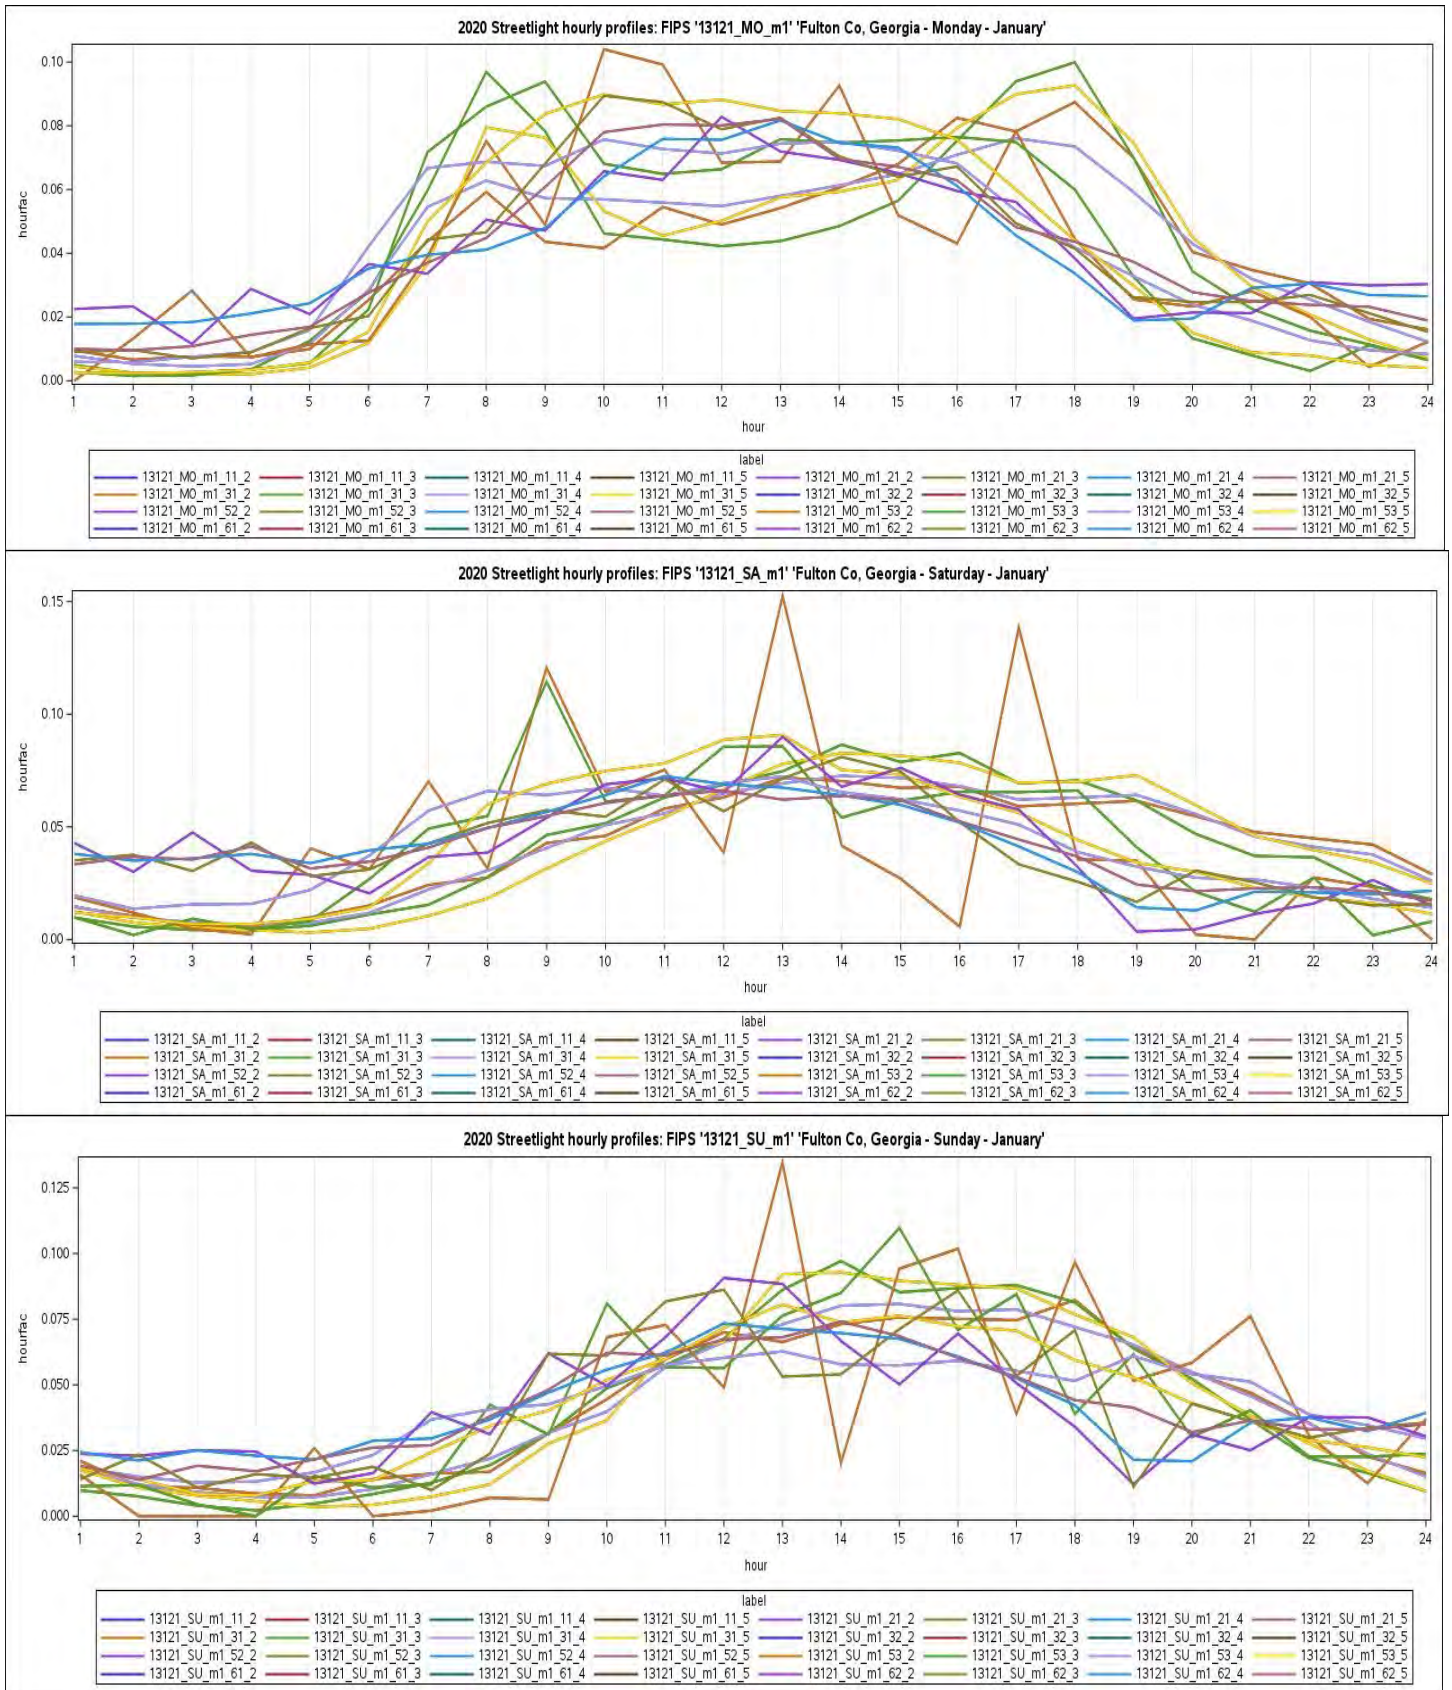 2020 Streetlight hourly profiles: FIPS '13121_MO_m1' 'Fulton Co, Georgia - Monday - January'
0.10
0.08
0.06
0.04
0.02
0.00
hourfac
1 2 3 4 5 6 7 8 9 10 11 12 13 14 15 16 17 18 19 20 21 22 23 24
hour
label
13121_MO_m1_11_2 13121_MO_m1_11_3 13121_MO_m1_11_4 13121_MO_m1_11_5 13121_MO_m1_21_2 13121_MO_m1_21_3 13121_MO_m1_21_4 13121_MO_m1_21_5
13121_MO_m1_31_2 13121_MO_m1_31_3 13121_MO_m1_31_4 13121_MO_m1_31_5 13121_MO_m1_32_2 13121_MO_m1_32_3 13121_MO_m1_32_4 13121_MO_m1_32_5
13121_MO_m1_52_2 13121_MO_m1_52_3 13121_MO_m1_52_4 13121_MO_m1_52_5 13121_MO_m1_53_2 13121_MO_m1_53_3 13121_MO_m1_53_4 13121_MO_m1_53_5
13121_MO_m1_61_2 13121_MO_m1_61_3 13121_MO_m1_61_4 13121_MO_m1_61_5 13121_MO_m1_62_2 13121_MO_m1_62_3 13121_MO_m1_62_4 13121_MO_m1_62_5
2020 Streetlight hourly profiles: FIPS '13121_SA_m1' 'Fulton Co, Georgia - Saturday - January'
0.15
0.10
0.05
0.00
hourfac
1 2 3 4 5 6 7 8 9 10 11 12 13 14 15 16 17 18 19 20 21 22 23 24
hour
label
13121_SA_m1_11_2 13121_SA_m1_11_3 13121_SA_m1_11_4 13121_SA_m1_11_5 13121_SA_m1_21_2 13121_SA_m1_21_3 13121_SA_m1_21_4 13121_SA_m1_21_5
13121_SA_m1_31_2 13121_SA_m1_31_3 13121_SA_m1_31_4 13121_SA_m1_31_5 13121_SA_m1_32_2 13121_SA_m1_32_3 13121_SA_m1_32_4 13121_SA_m1_32_5
13121_SA_m1_52_2 13121_SA_m1_52_3 13121_SA_m1_52_4 13121_SA_m1_52_5 13121_SA_m1_53_2 13121_SA_m1_53_3 13121_SA_m1_53_4 13121_SA_m1_53_5
13121_SA_m1_61_2 13121_SA_m1_61_3 13121_SA_m1_61_4 13121_SA_m1_61_5 13121_SA_m1_62_2 13121_SA_m1_62_3 13121_SA_m1_62_4 13121_SA_m1_62_5
2020 Streetlight hourly profiles: FIPS '13121_SU_m1' 'Fulton Co, Georgia - Sunday - January'
0.125
0.100
0.075
0.050
0.025
0.000
hourfac
1 2 3 4 5 6 7 8 9 10 11 12 13 14 15 16 17 18 19 20 21 22 23 24
hour
label
13121_SU_m1_11_2 13121_SU_m1_11_3 13121_SU_m1_11_4 13121_SU_m1_11_5 13121_SU_m1_21_2 13121_SU_m1_21_3 13121_SU_m1_21_4 13121_SU_m1_21_5
13121_SU_m1_31_2 13121_SU_m1_31_3 13121_SU_m1_31_4 13121_SU_m1_31_5 13121_SU_m1_32_2 13121_SU_m1_32_3 13121_SU_m1_32_4 13121_SU_m1_32_5
13121_SU_m1_52_2 13121_SU_m1_52_3 13121_SU_m1_52_4 13121_SU_m1_52_5 13121_SU_m1_53_2 13121_SU_m1_53_3 13121_SU_m1_53_4 13121_SU_m1_53_5
13121_SU_m1_61_2 13121_SU_m1_61_3 13121_SU_m1_61_4 13121_SU_m1_61_5 13121_SU_m1_62_2 13121_SU_m1_62_3 13121_SU_m1_62_4 13121_SU_m1_62_5